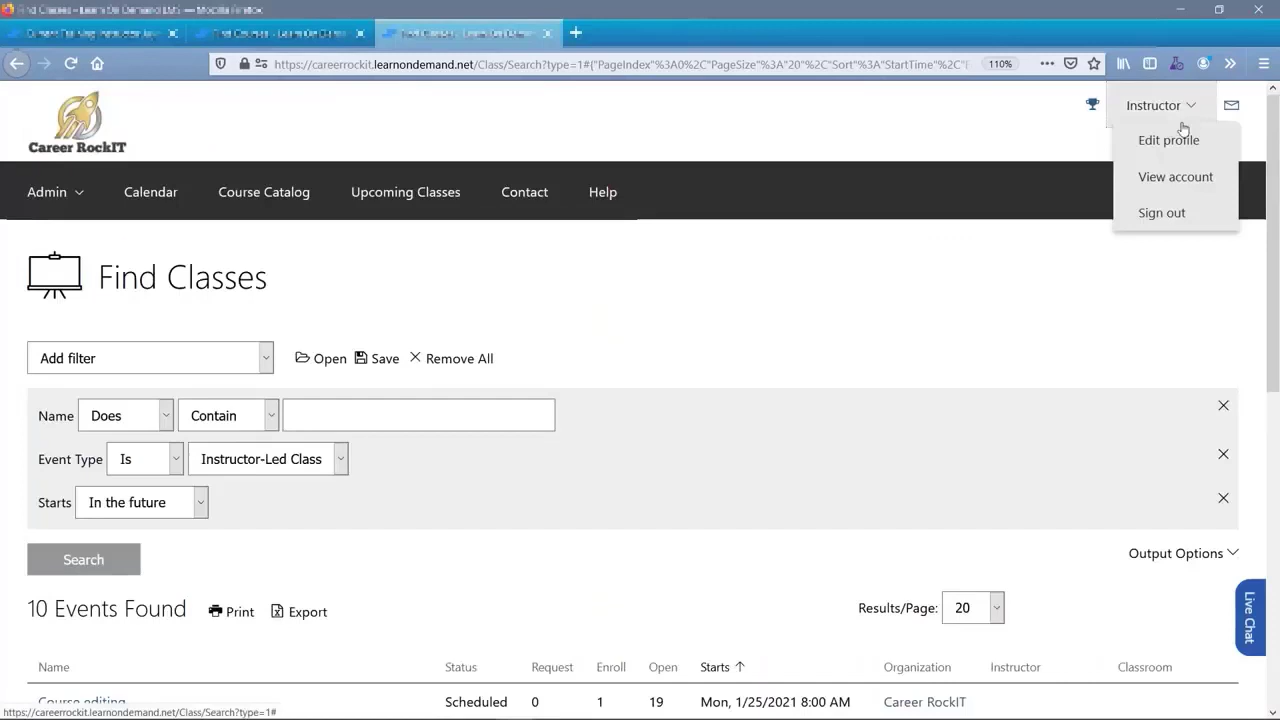 https://careerrockit.learnondemand.net/Class/Search?type=1#{"PageIndex"%3A0%2C"PageSize"%3A"20"%2C"Sort"%3A"StartTime"%2C"(
110%
Career RockIT
Instructor
Edit profile
View account
Sign out
Admin
Calendar
Course Catalog
Upcoming Classes
Contact
Help
Find Classes
Add filter
Open
Save
Remove All
Name Does Contain
Event Type Is Instructor-Led Class
Starts In the future
Search
Output Options
10 Events Found
Print
Export
Results/Page: 20
Live Chat
Name Status Request Enroll Open Starts Organization Instructor Classroom
Course editing Scheduled 0 1 19 Mon, 1/25/2021 8:00 AM Career RockIT
https://careerrockit.learnondemand.net/Class/Search?type=1#